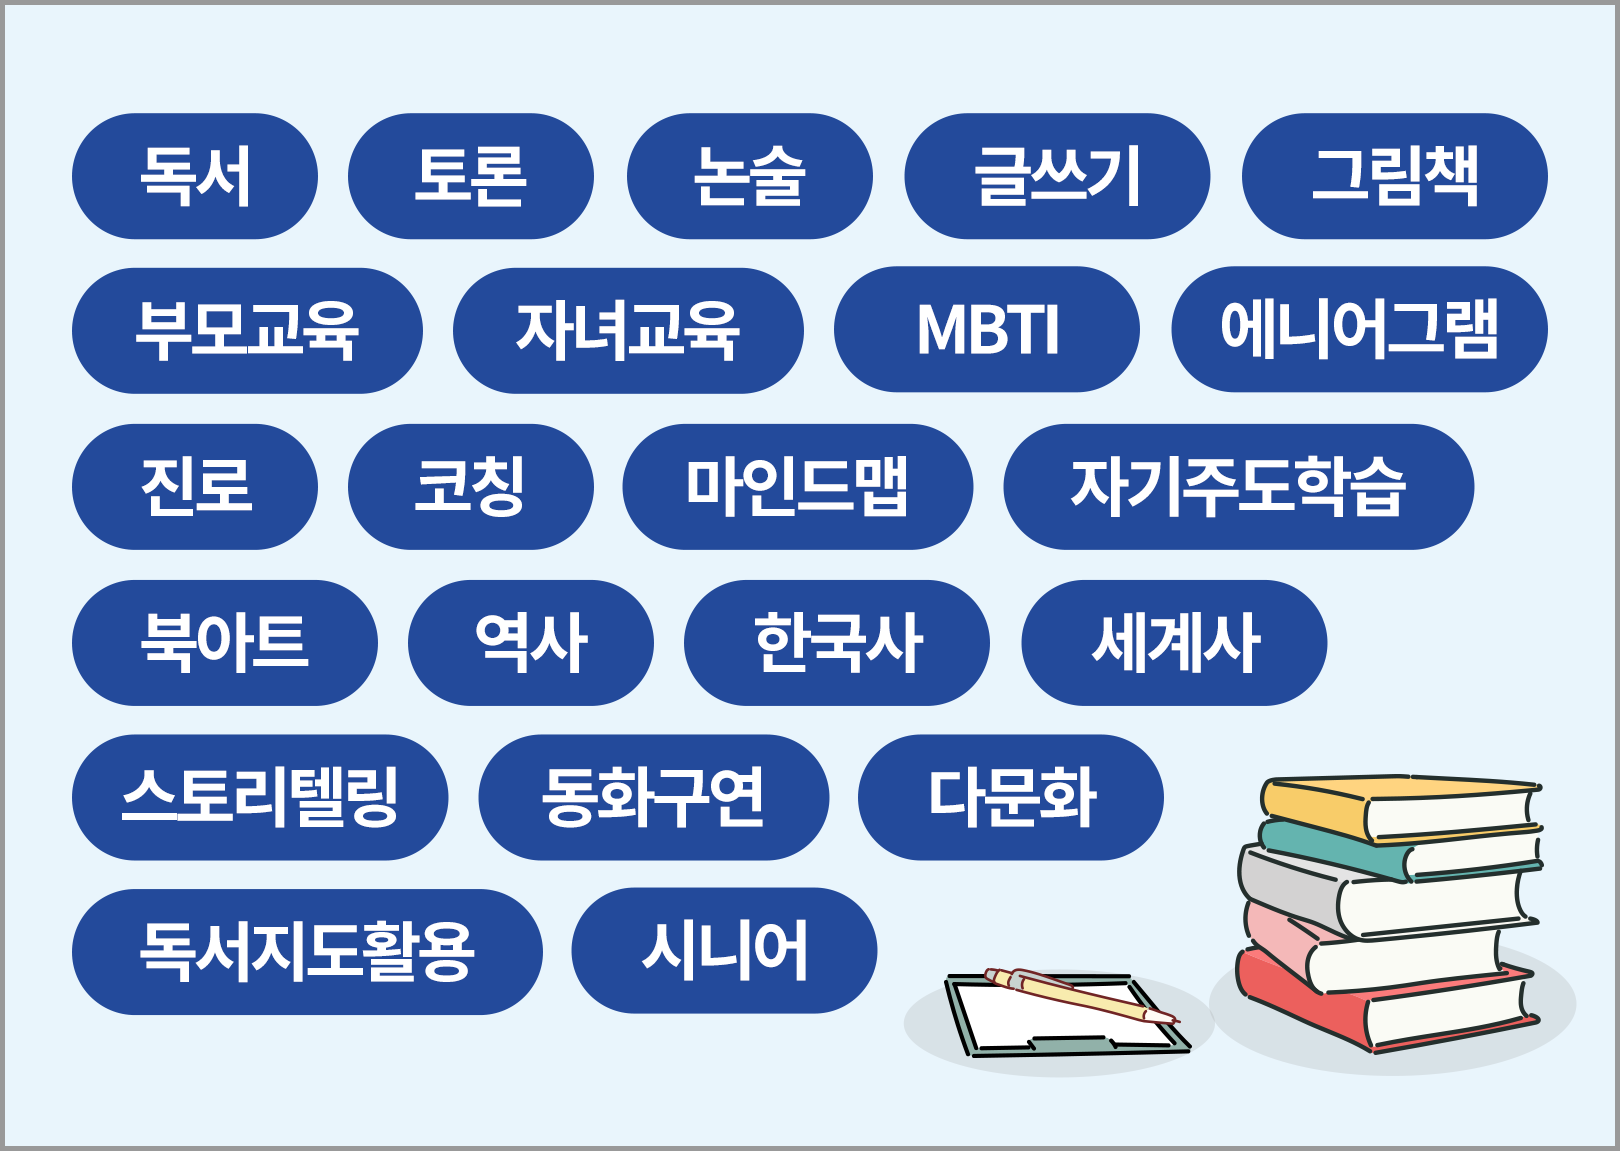 독서 토론 논술 글쓰기 그림책
부모교육 자녀교육 MBTI 에니어그램
진로 코칭 마인드맵 자기주도학습
북아트 역사 한국사 세계사
스토리텔링 동화구연 다문화
독서지도활용 시니어